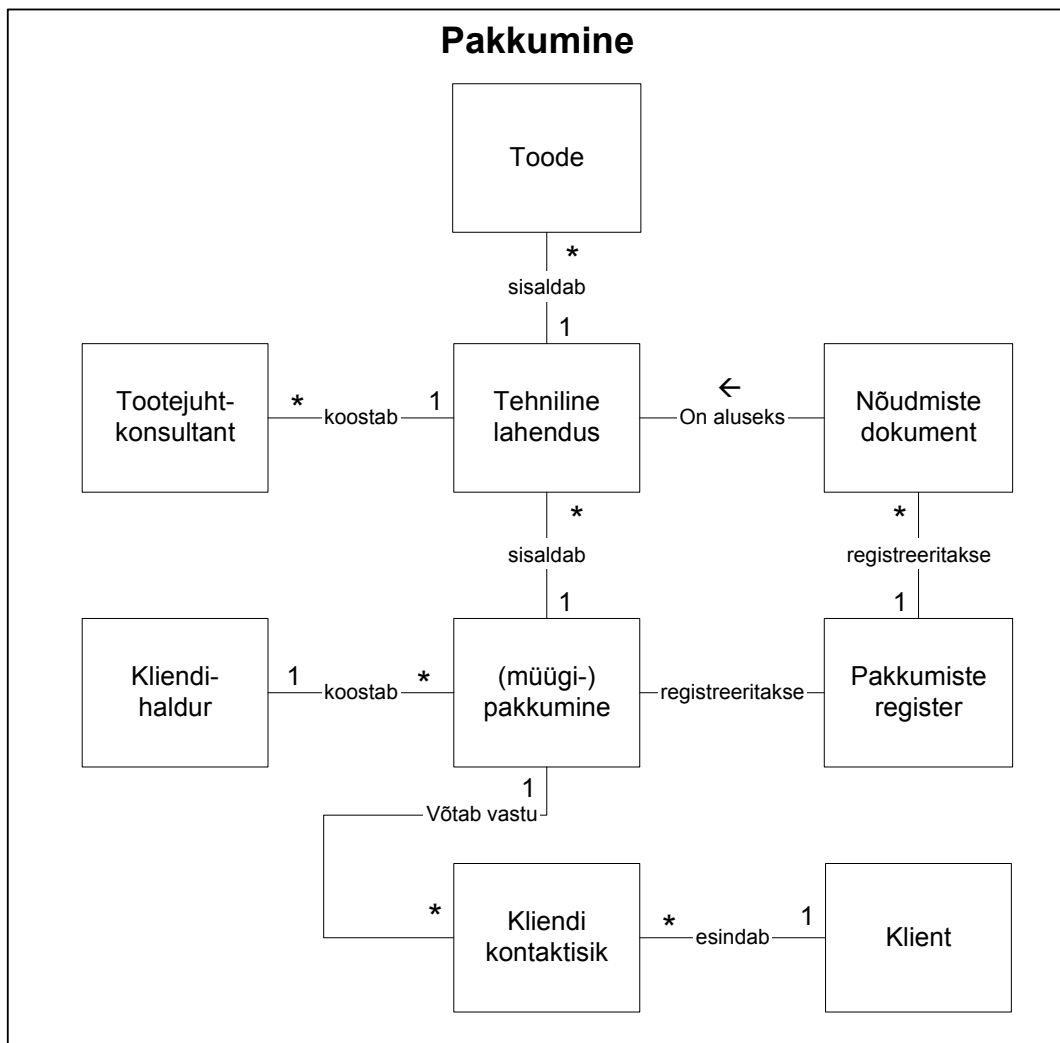 Pakkumine
Toode
*
sisaldab
1
Tootejuht-
konsultant
*
koostab
1
Tehniline
lahendus
←
On aluseks
Nõudmiste
dokument
*
sisaldab
1
*
registreeritakse
1
Kliendi-
haldur
1
koostab
*
(müügi-)
pakkumine
registreeritakse
Pakkumiste
register
1
Võtab vastu
*
Kliendi
kontaktisik
*
esindab
1
Klient